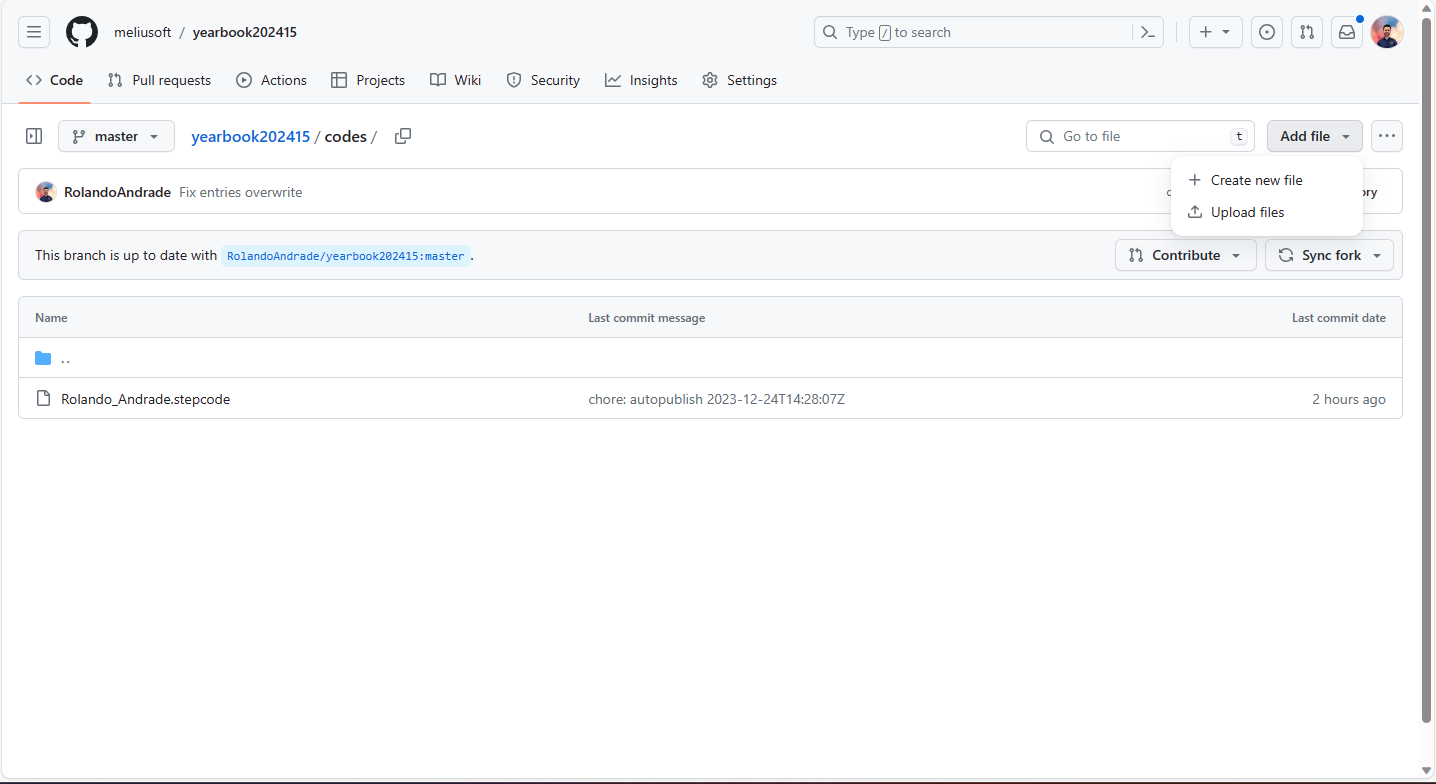 meliusoft / yearbook202415
Type / to search
Code Pull requests Actions Projects Wiki Security Insights Settings
master yearbook202415 / codes / Go to file t Add file
Create new file
Upload files
RolandoAndrade Fix entries overwrite
This branch is up to date with RolandoAndrade/yearbook202415:master . Contribute Sync fork
Name Last commit message Last commit date
..
Rolando_Andrade.stepcode chore: autopublish 2023-12-24T14:28:07Z 2 hours ago